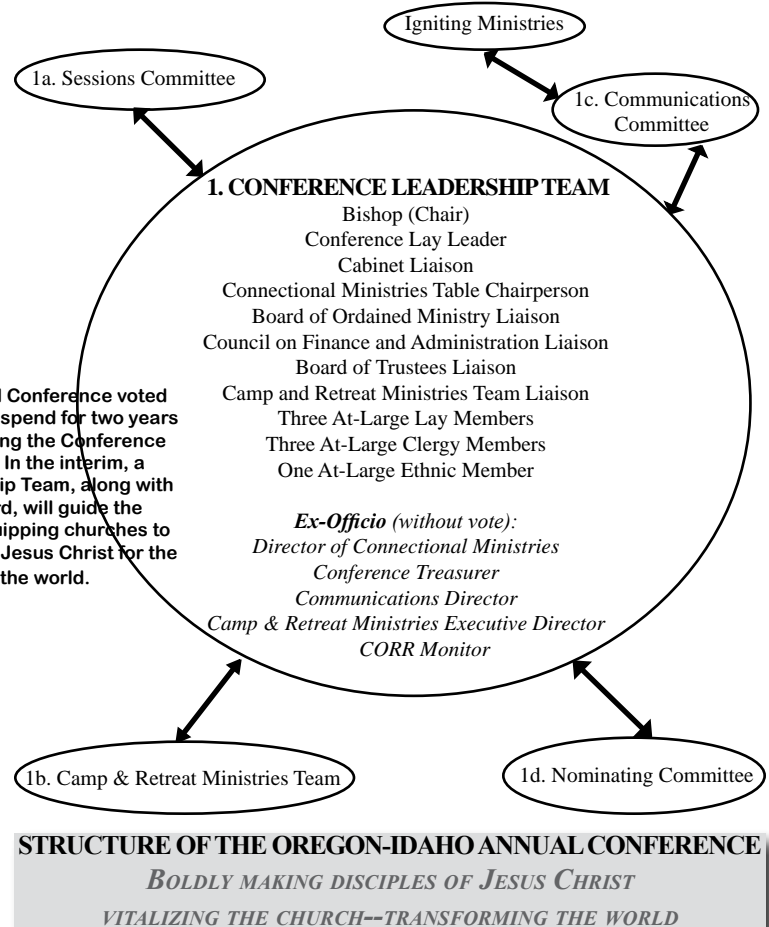 Igniting Ministries
1a. Sessions Committee
1c. Communications
Committee
1. CONFERENCE LEADERSHIP TEAM
Bishop (Chair)
Conference Lay Leader
Cabinet Liaison
Connectional Ministries Table Chairperson
Board of Ordained Ministry Liaison
Council on Finance and Administration Liaison
Board of Trustees Liaison
Camp and Retreat Ministries Team Liaison
Three At-Large Lay Members
Three At-Large Clergy Members
One At-Large Ethnic Member
Ex-Officio (without vote):
Director of Connectional Ministries
Conference Treasurer
Communications Director
Camp & Retreat Ministries Executive Director
CORR Monitor
Conference voted
spend for two years
ing the Conference
In the interim, a
ip Team, along with
rd, will guide the
uipping churches to
Jesus Christ for the
the world.
1b. Camp & Retreat Ministries Team
1d. Nominating Committee
STRUCTURE OF THE OREGON-IDAHO ANNUAL CONFERENCE
BOLDLY MAKING DISCIPLES OF JESUS CHRIST
VITALIZING THE CHURCH--TRANSFORMING THE WORLD